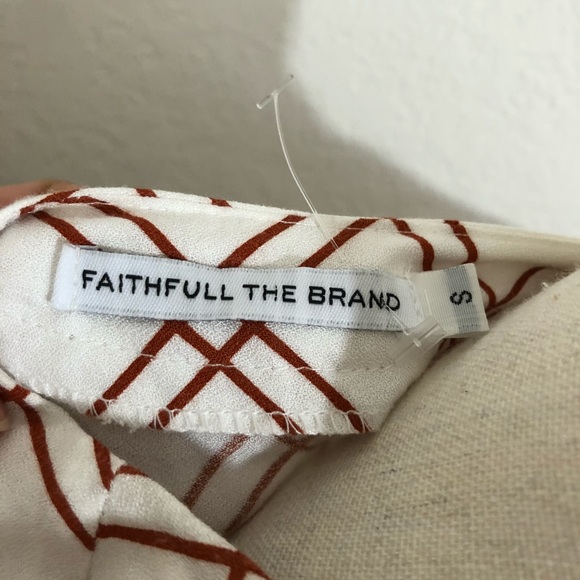 FAITHFULL THE BRAND
S